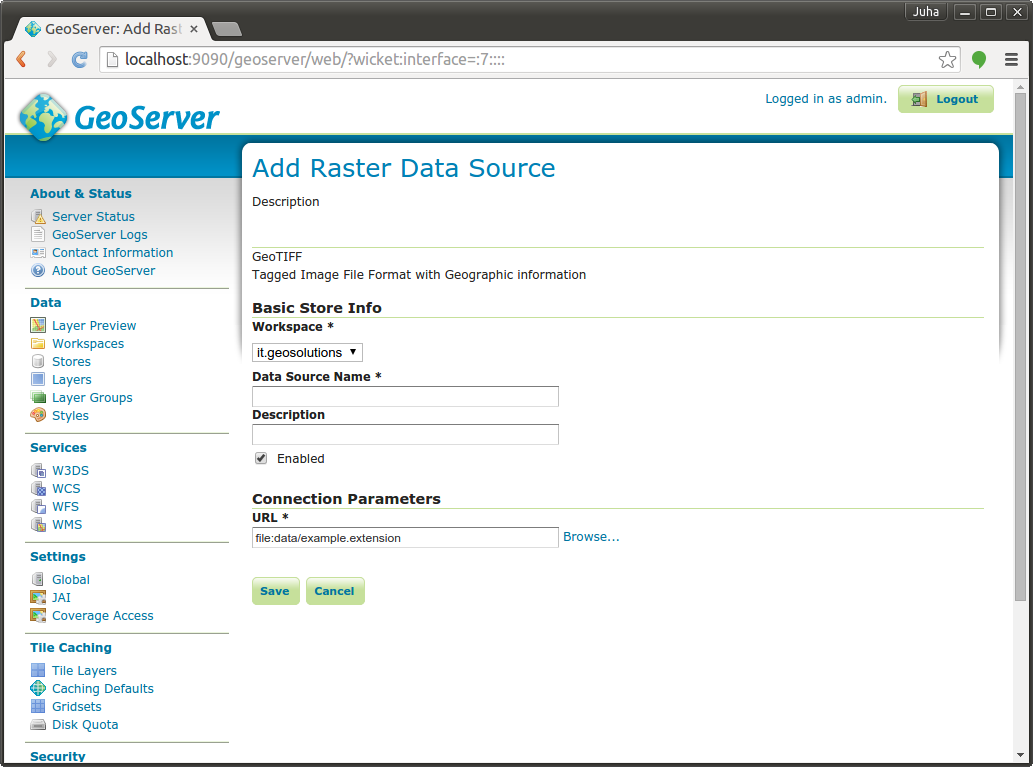 Juha
GeoServer: Add Rast
localhost:9090/geoserver/web/?wicket:interface=:7::::
GeoServer
Logged in as admin.
Logout
About & Status
Server Status
GeoServer Logs
Contact Information
About GeoServer
Data
Layer Preview
Workspaces
Stores
Layers
Layer Groups
Styles
Services
W3DS
WCS
WFS
WMS
Settings
Global
JAI
Coverage Access
Tile Caching
Tile Layers
Caching Defaults
Gridsets
Disk Quota
Security
Add Raster Data Source
Description
GeoTIFF
Tagged Image File Format with Geographic information
Basic Store Info
Workspace *
it.geosolutions
Data Source Name *
Description
Enabled
Connection Parameters
URL *
file:data/example.extension Browse...
Save Cancel